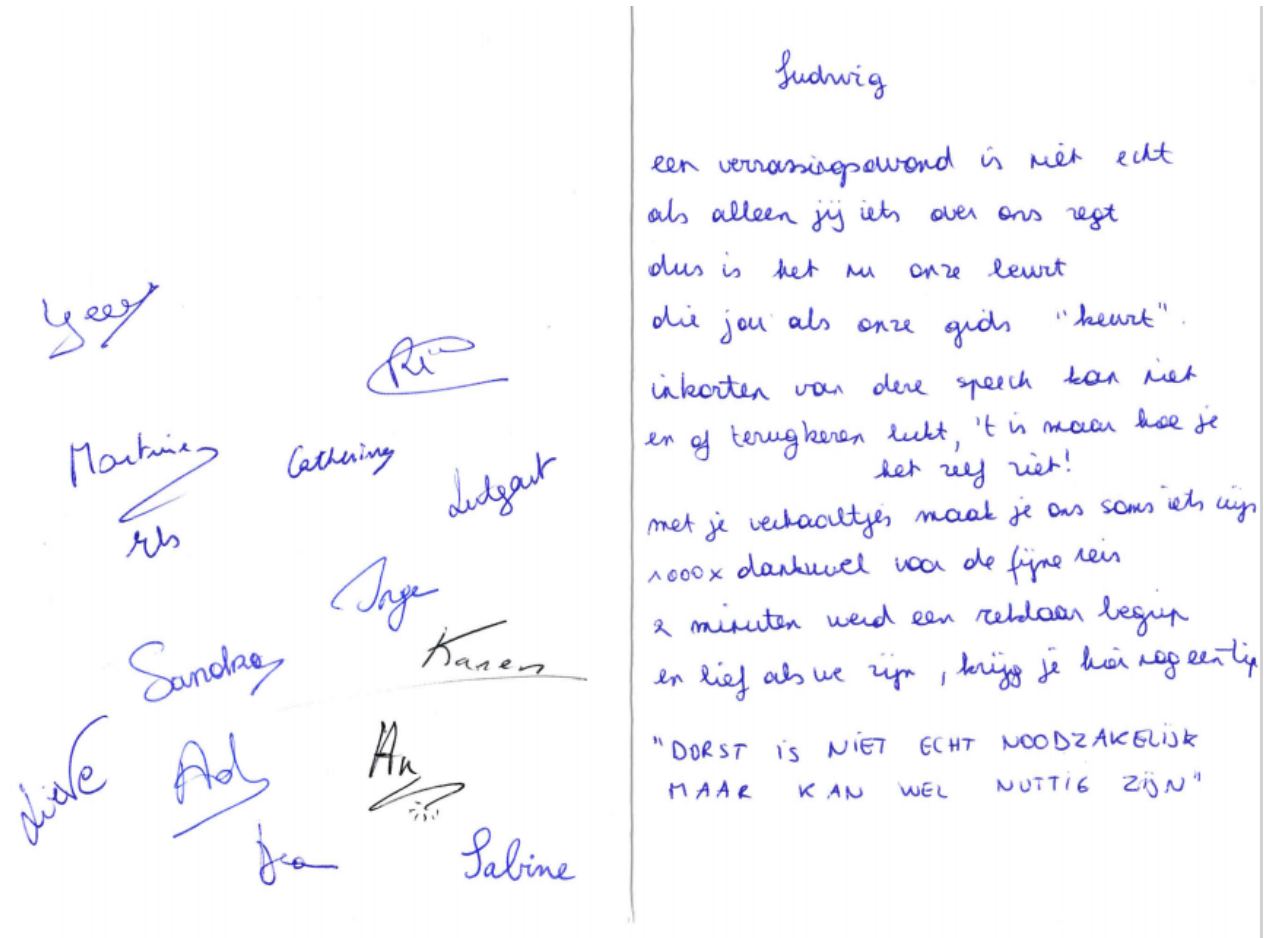 Ria
Martine
Catherine
Ludgart
Els
Inge
Sandra
Karen
Lieve
Ad
An
Sabine
Ludwig
een verrassingsavond is niet echt
als alleen jij iets over ons zegt
dus is het nu onze beurt
die jou als onze gids "keurt".
inkorten van deze speech kan niet
en of terugkeren lukt, 't is maar hoe je
het zelf ziet!
met je verhaaltjes maak je ons soms iets wijs
1000x dankuwel voor de fijne reis
2 minuten werd een rekbaar begrip
en lief als we zijn, krijg je hier nog een tip
"DORST IS NIET ECHT NOODZAKELIJK
MAAR KAN WEL NUTTIG ZIJN"